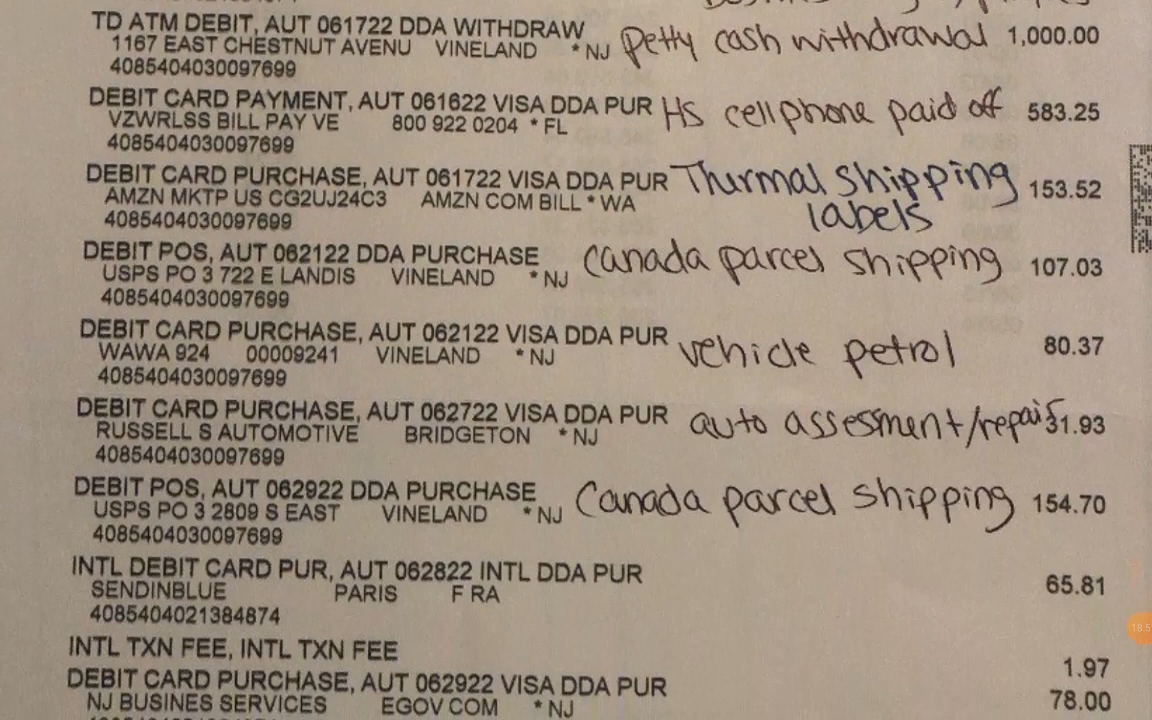 TD ATM DEBIT, AUT 061722 DDA WITHDRAW petty cash withdrawal 1,000.00
1167 EAST CHESTNUT AVENU VINELAND * NJ
4085404030097699
DEBIT CARD PAYMENT, AUT 061622 VISA DDA PUR HS cellphone paid off 583.25
VZWRLSS BILL PAY VE 800 922 0204 * FL
4085404030097699
DEBIT CARD PURCHASE, AUT 061722 VISA DDA PUR Thurmal shipping 153.52
AMZN MKTP US CG2UJ24C3 AMZN COM BILL * WA labels
4085404030097699
DEBIT POS, AUT 062122 DDA PURCHASE Canada parcel shipping 107.03
USPS PO 3 722 E LANDIS VINELAND * NJ
4085404030097699
DEBIT CARD PURCHASE, AUT 062122 VISA DDA PUR vehicle petrol 80.37
WAWA 924 00009241 VINELAND * NJ
4085404030097699
DEBIT CARD PURCHASE, AUT 062722 VISA DDA PUR auto assesment/repair 31.93
RUSSELL S AUTOMOTIVE BRIDGETON * NJ
4085404030097699
DEBIT POS, AUT 062922 DDA PURCHASE Canada parcel shipping 154.70
USPS PO 3 2809 S EAST VINELAND * NJ
4085404030097699
INTL DEBIT CARD PUR, AUT 062822 INTL DDA PUR 65.81
SENDINBLUE PARIS F RA
4085404021384874
INTL TXN FEE, INTL TXN FEE 1.97
DEBIT CARD PURCHASE, AUT 062922 VISA DDA PUR 78.00
NJ BUSINES SERVICES EGOV COM * NJ